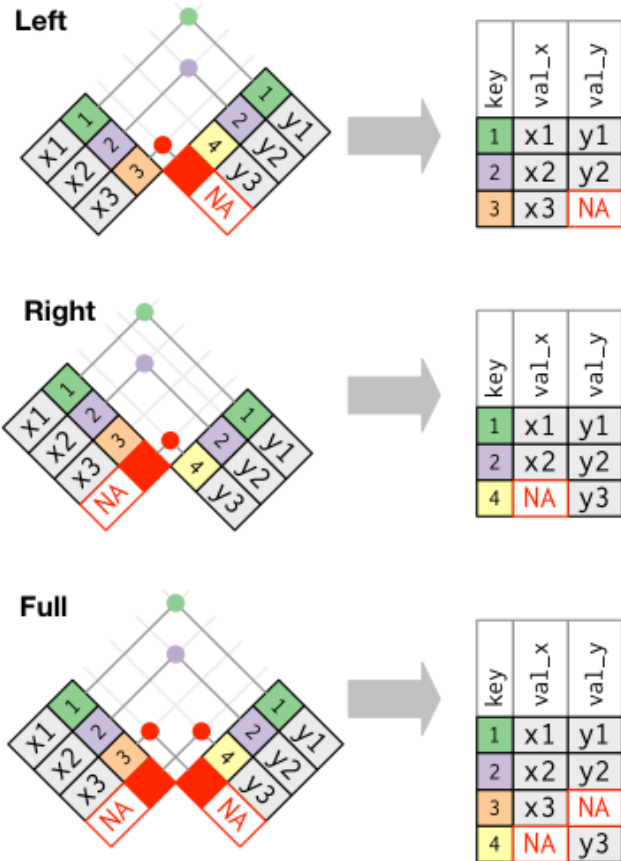 Left
1 2 3
x1 x2 x3
4 2 1
NA y3 y2 y1
key val_x val_y
1 x1 y1
2 x2 y2
3 x3 NA
Right
1 2 3
x1 x2 x3 NA
4 2 1
y3 y2 y1
key val_x val_y
1 x1 y1
2 x2 y2
4 NA y3
Full
1 2 3
x1 x2 x3 NA
4 2 1
NA y3 y2 y1
key val_x val_y
1 x1 y1
2 x2 y2
3 x3 NA
4 NA y3